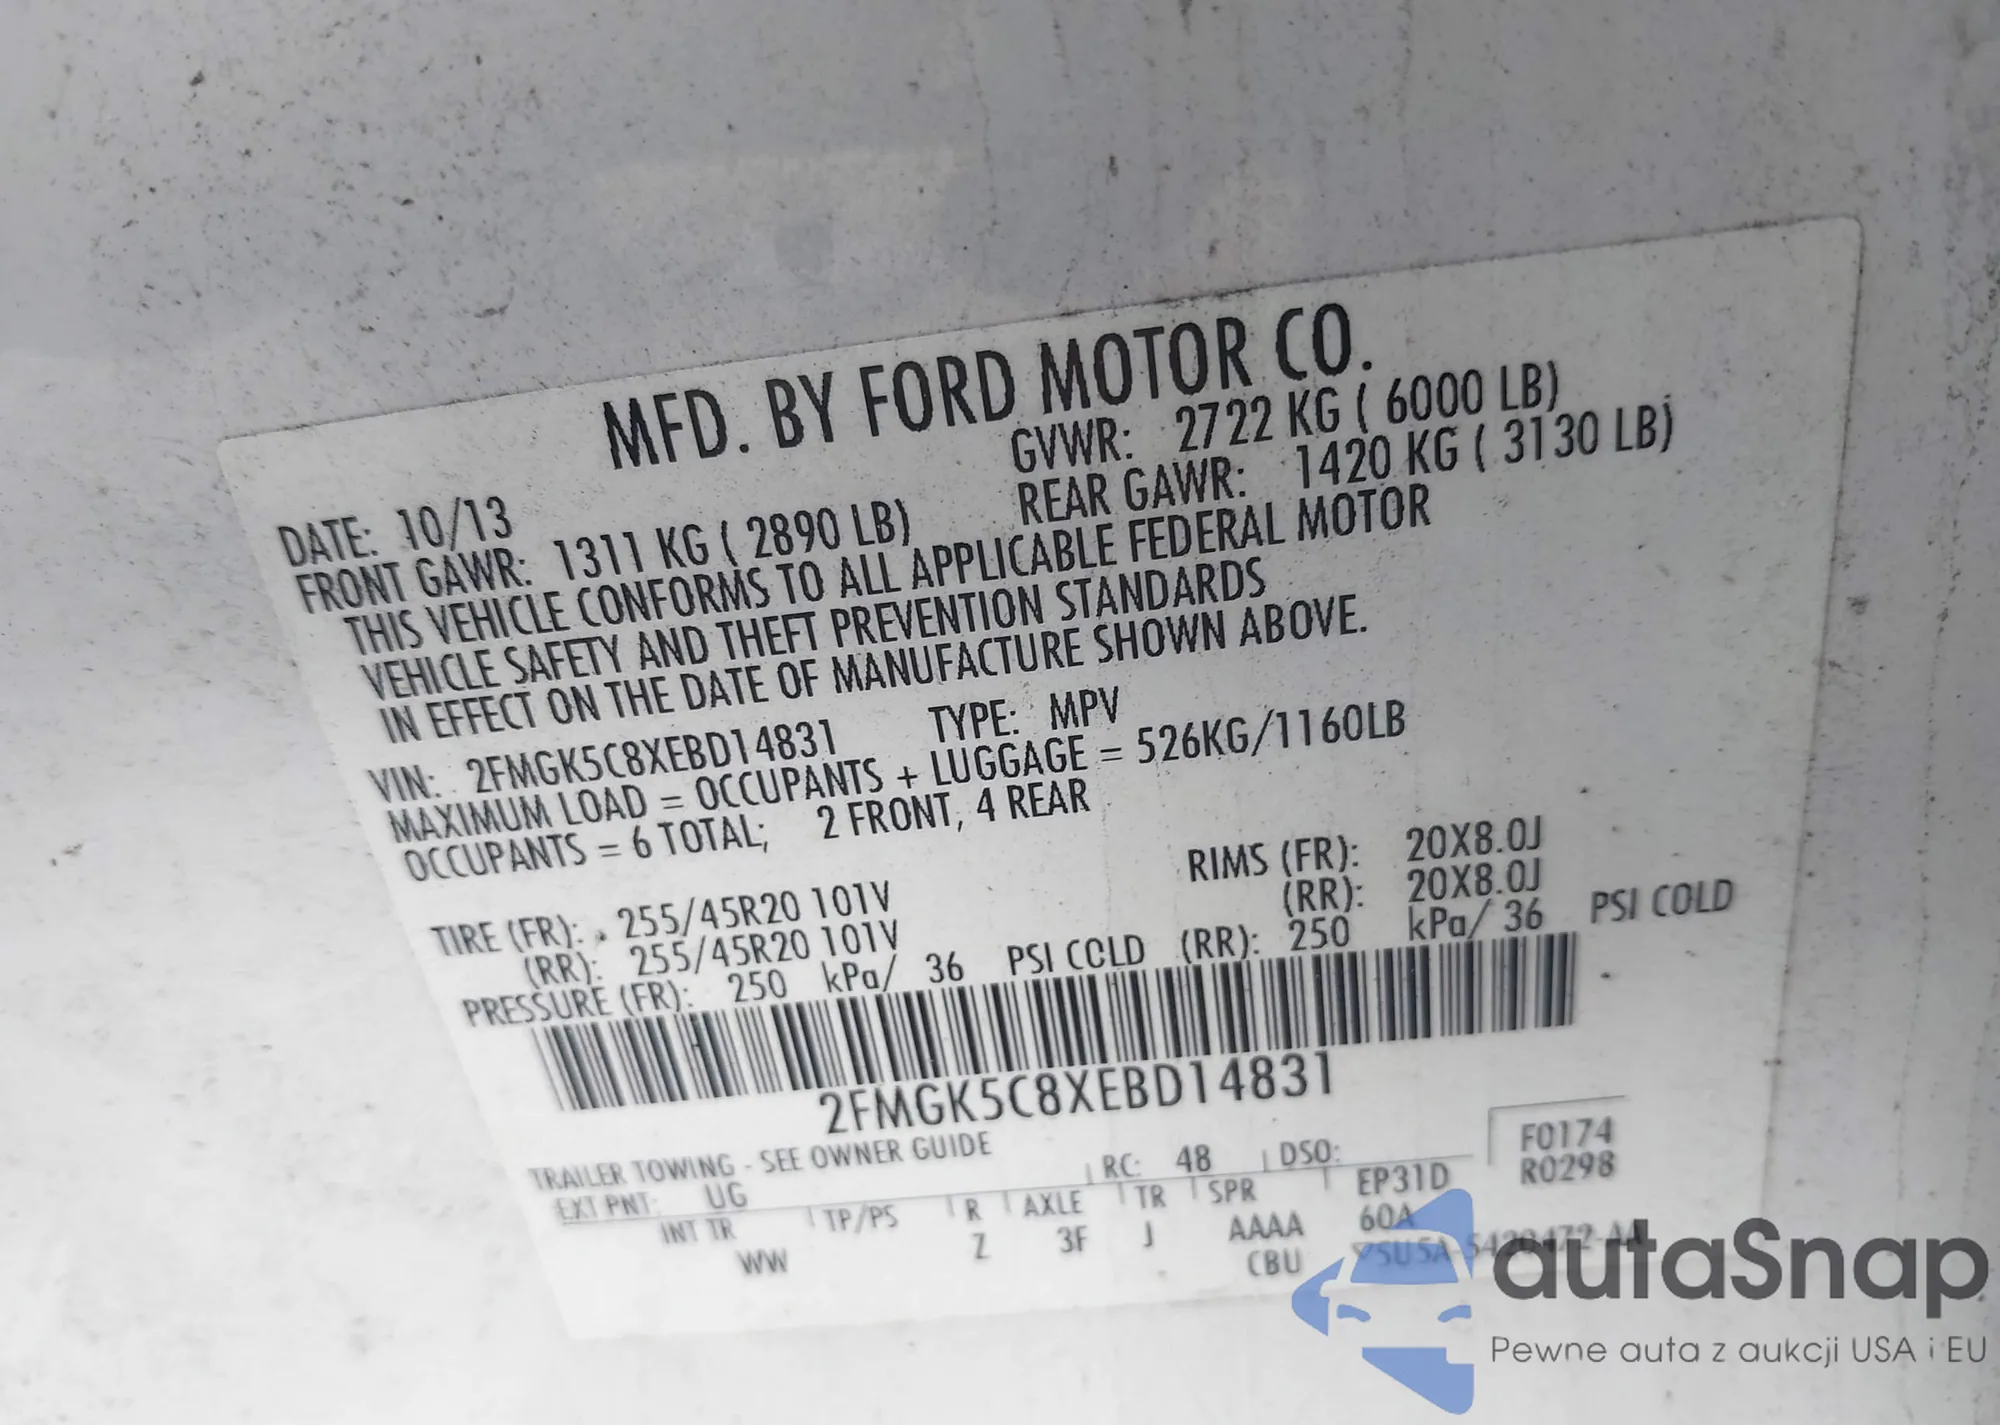 MFD. BY FORD MOTOR CO.
DATE: 10/13 GVWR: 2722 KG ( 6000 LB)
FRONT GAWR: 1311 KG ( 2890 LB) REAR GAWR: 1420 KG ( 3130 LB)
THIS VEHICLE CONFORMS TO ALL APPLICABLE FEDERAL MOTOR
VEHICLE SAFETY AND THEFT PREVENTION STANDARDS
IN EFFECT ON THE DATE OF MANUFACTURE SHOWN ABOVE.
VIN: 2FMGK5C8XEBD14831 TYPE: MPV
MAXIMUM LOAD = OCCUPANTS + LUGGAGE = 526KG/1160LB
OCCUPANTS = 6 TOTAL; 2 FRONT, 4 REAR
TIRE (FR): 255/45R20 101V RIMS (FR): 20X8.0J
(RR): 255/45R20 101V (RR): 20X8.0J
PRESSURE (FR): 250 kPa/ 36 PSI COLD (RR): 250 kPa/ 36 PSI COLD
2FMGK5C8XEBD14831
TRAILER TOWING - SEE OWNER GUIDE
F0174
R0298
EXT PNT: UG RC: 48 DSO:
INT TR TP/PS R AXLE TR SPR EP31D
WW Z 3F J AAAA 60A
CBU
autaSnap
Pewne auta z aukcji USA i EU